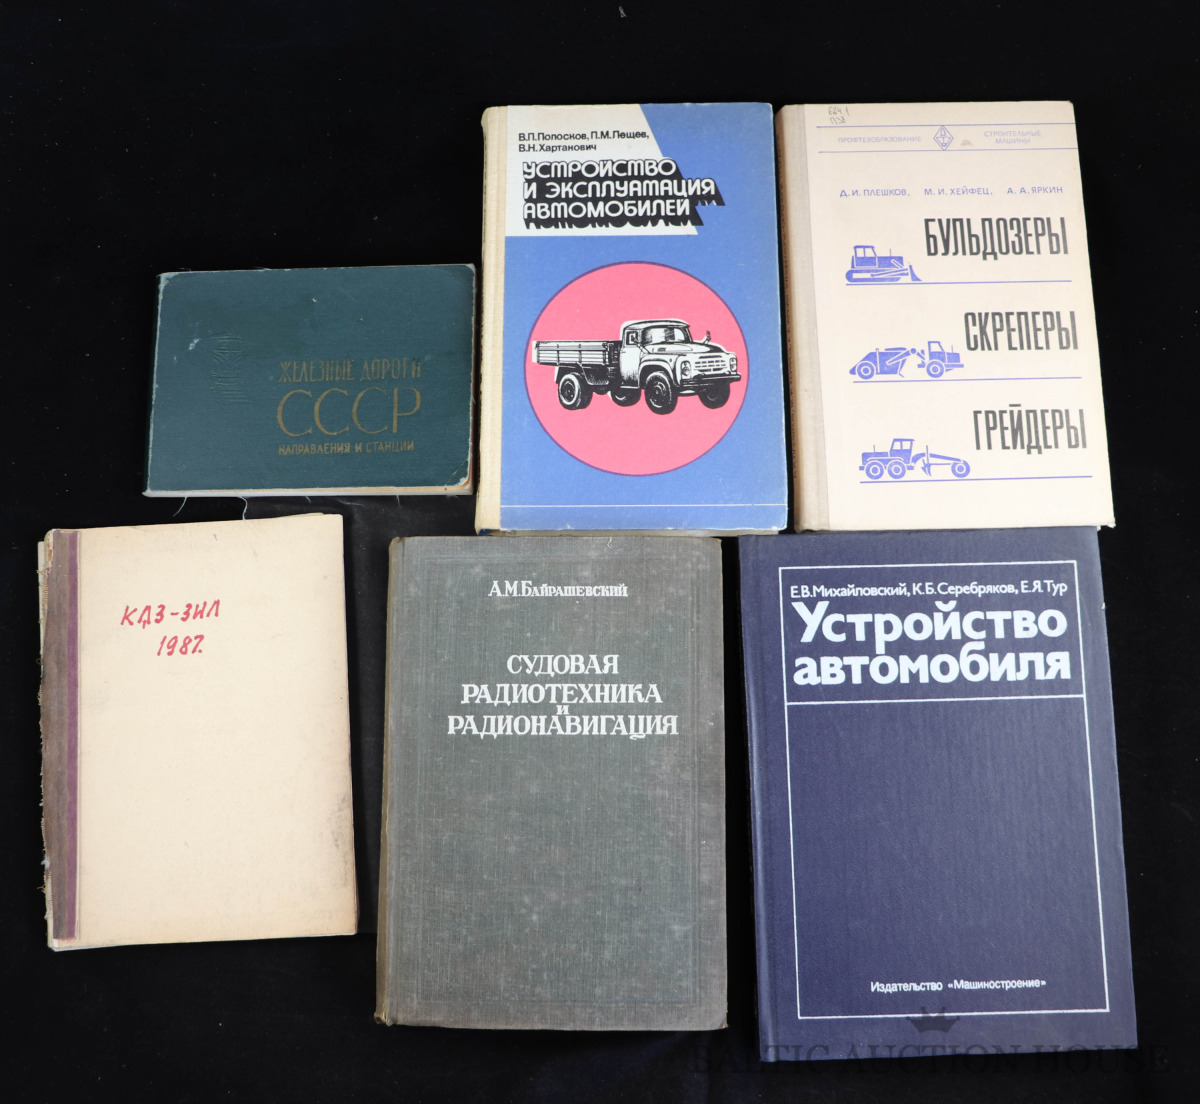 В.П.Полосков, П.М.Лещев,
В.Н.Хартанович
УСТРОЙСТВО
И ЭКСПЛУАТАЦИЯ
АВТОМОБИЛЕЙ
ПРОФТЕХОБРАЗОВАНИЕ
СТРОИТЕЛЬНЫЕ
МАШИНЫ
Д. И. ПЛЕШКОВ, М. И. ХЕЙФЕЦ, А. А. ЯРКИН
БУЛЬДОЗЕРЫ
СКРЕПЕРЫ
ГРЕЙДЕРЫ
ЖЕЛЕЗНЫЕ ДОРОГИ
СССР
НАПРАВЛЕНИЯ И СТАНЦИИ
КАЗ-ЗИЛ
1987.
А.М.БАЙРАШЕВСКИЙ
СУДОВАЯ
РАДИОТЕХНИКА
И
РАДИОНАВИГАЦИЯ
Е.В.Михайловский, К.Б.Серебряков, Е.Я.Тур
Устройство
автомобиля
Издательство «Машиностроение»
BALTIC AUCTION HOUSE